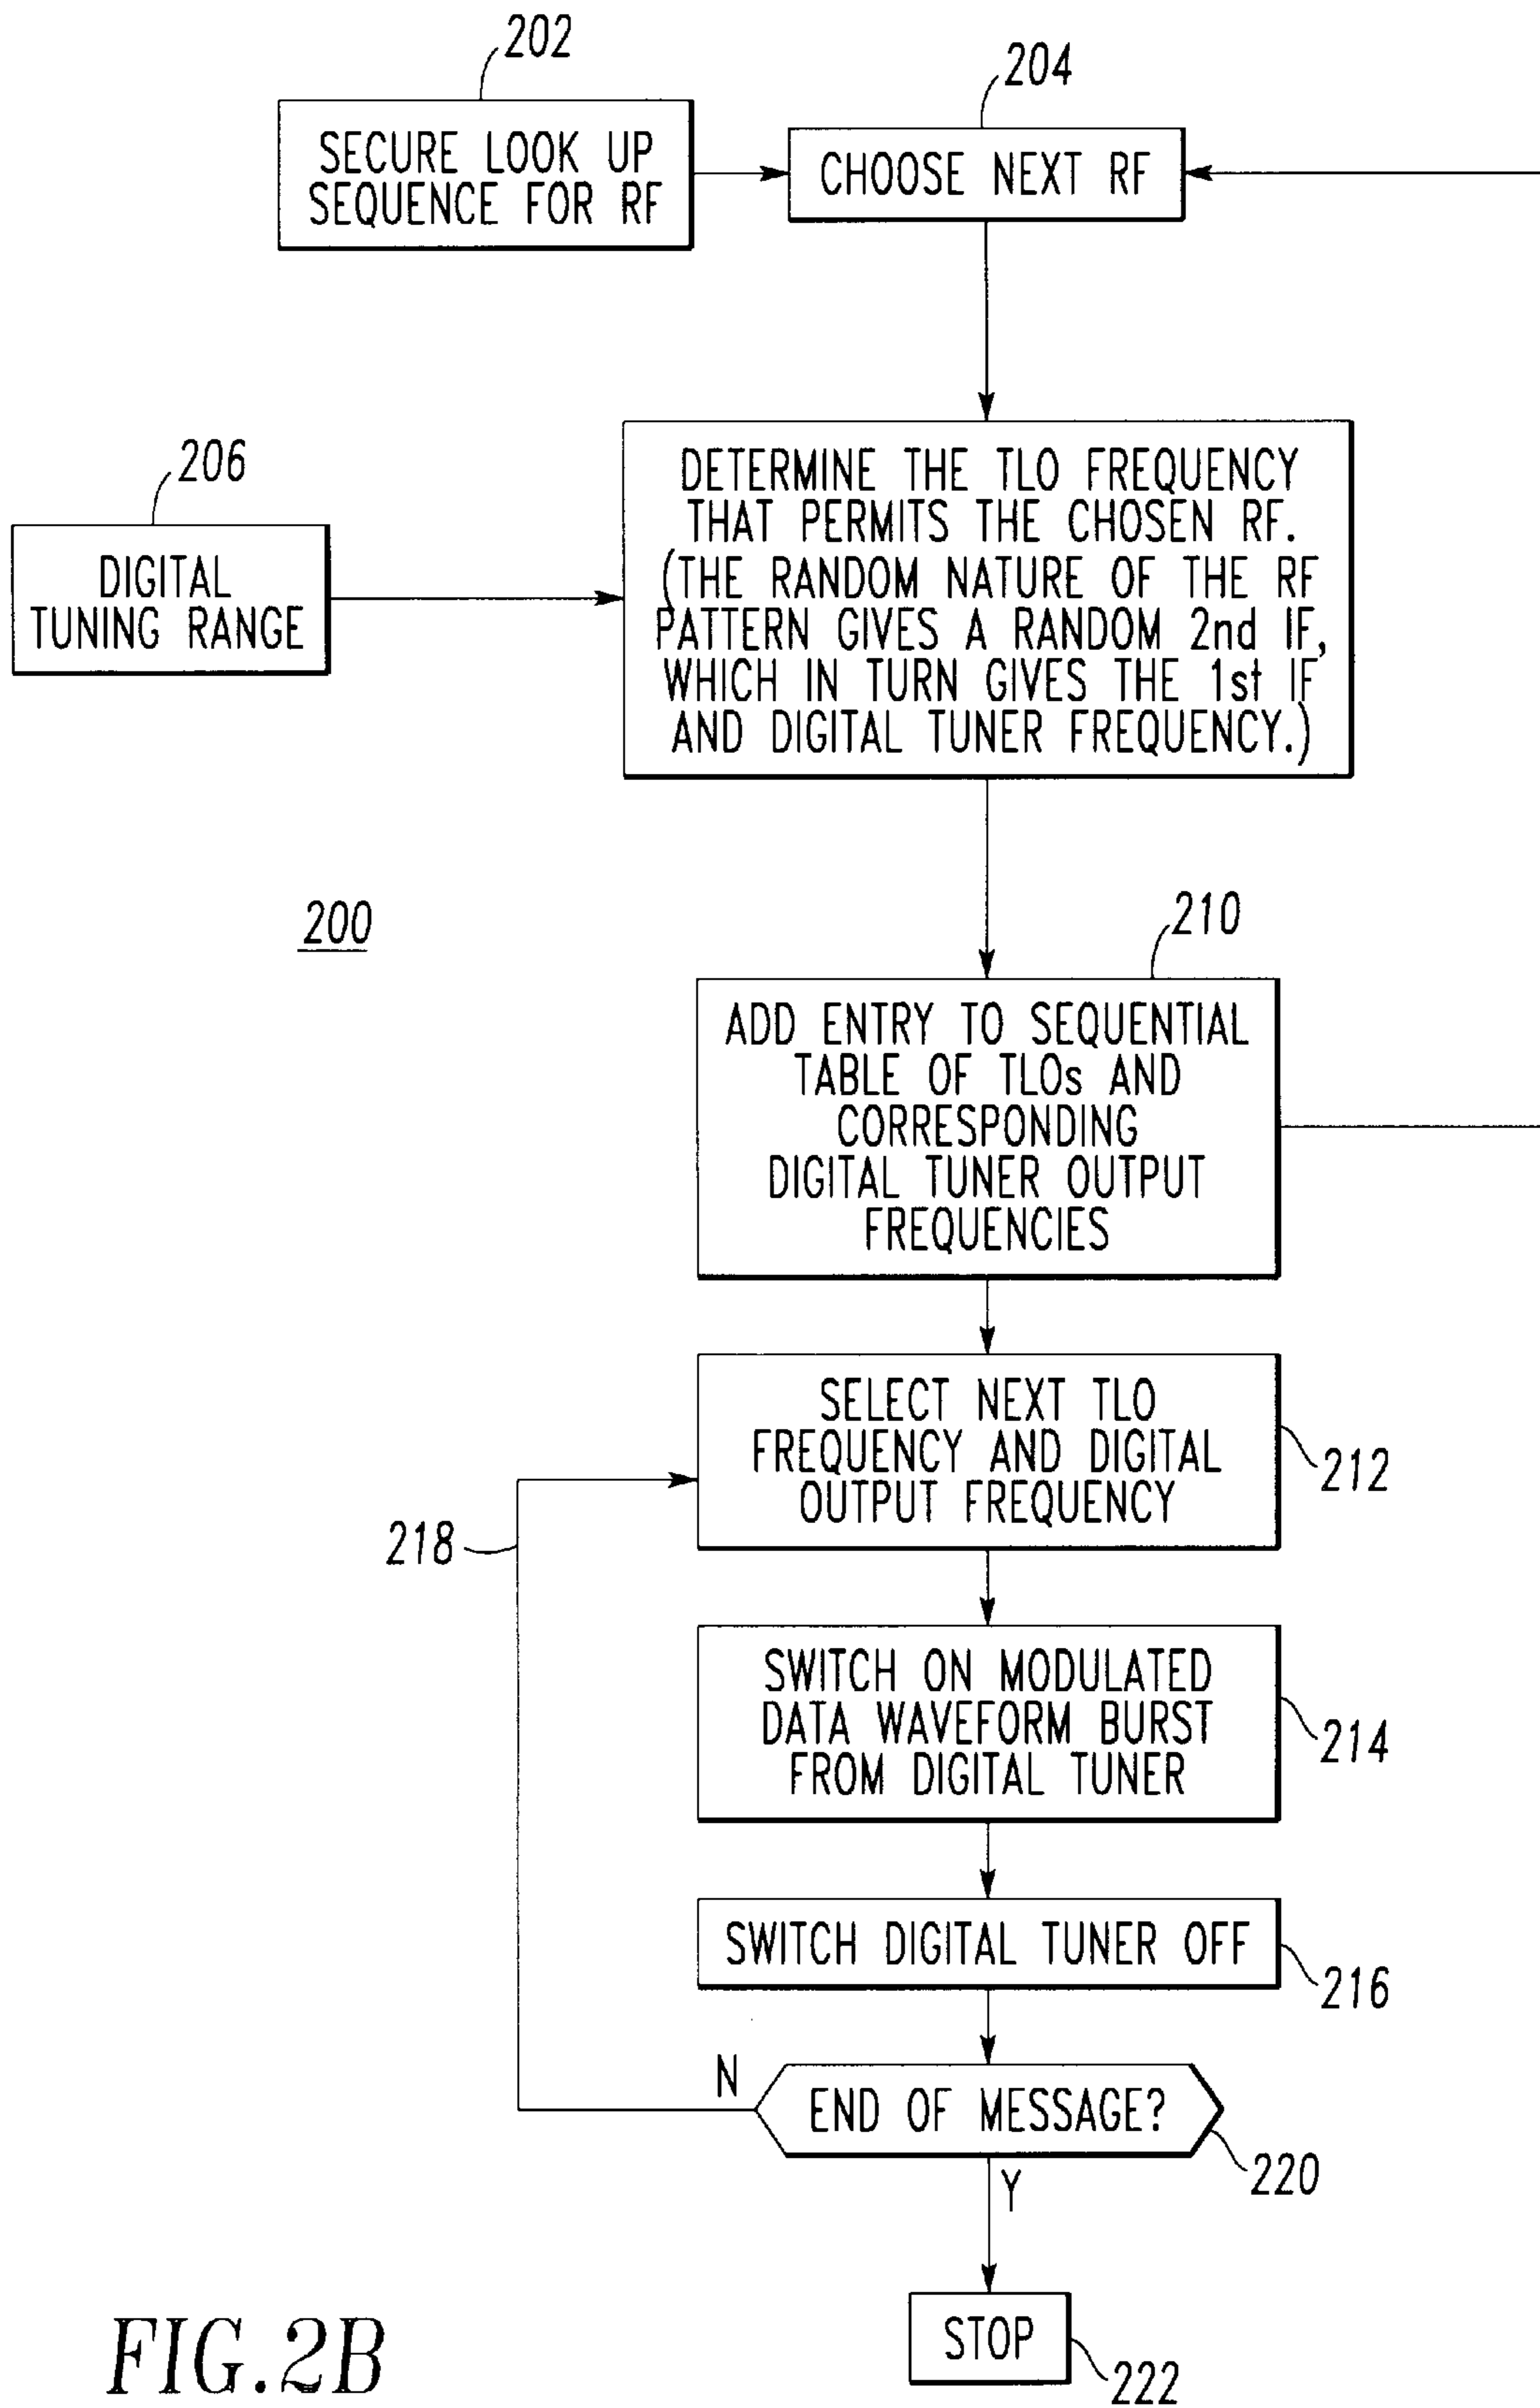 202
SECURE LOOK UP
SEQUENCE FOR RF
204
CHOOSE NEXT RF
206
DIGITAL
TUNING RANGE
DETERMINE THE TLO FREQUENCY
THAT PERMITS THE CHOSEN RF.
(THE RANDOM NATURE OF THE RF
PATTERN GIVES A RANDOM 2nd IF,
WHICH IN TURN GIVES THE 1st IF
AND DIGITAL TUNER FREQUENCY.)
200
210
ADD ENTRY TO SEQUENTIAL
TABLE OF TLOs AND
CORRESPONDING
DIGITAL TUNER OUTPUT
FREQUENCIES
SELECT NEXT TLO
FREQUENCY AND DIGITAL
OUTPUT FREQUENCY
212
218
SWITCH ON MODULATED
DATA WAVEFORM BURST
FROM DIGITAL TUNER
214
SWITCH DIGITAL TUNER OFF
216
N
END OF MESSAGE?
220
Y
STOP
222
FIG.2B